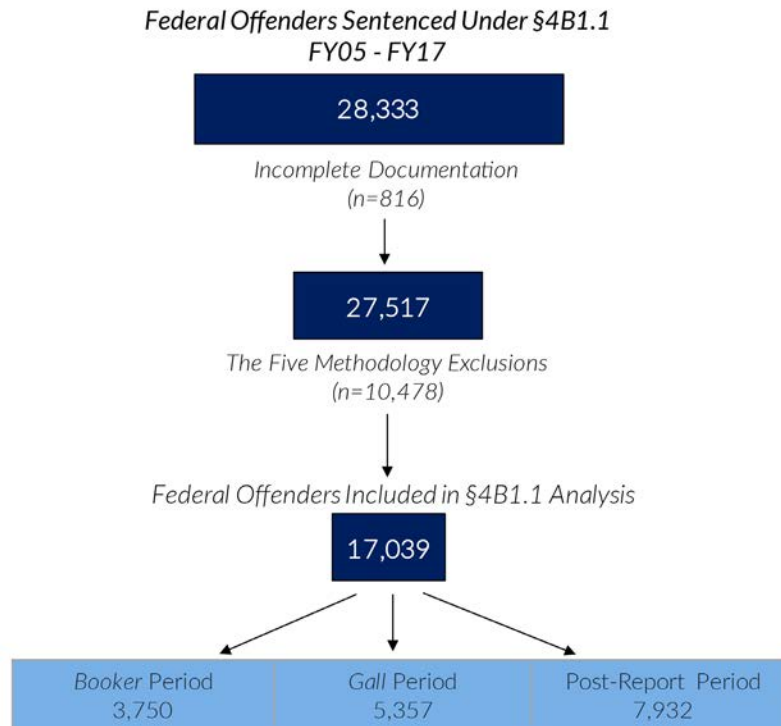 Federal Offenders Sentenced Under §4B1.1
FY05 - FY17
28,333
Incomplete Documentation
(n=816)
27,517
The Five Methodology Exclusions
(n=10,478)
Federal Offenders Included in §4B1.1 Analysis
17,039
Booker Period
3,750
Gall Period
5,357
Post-Report Period
7,932